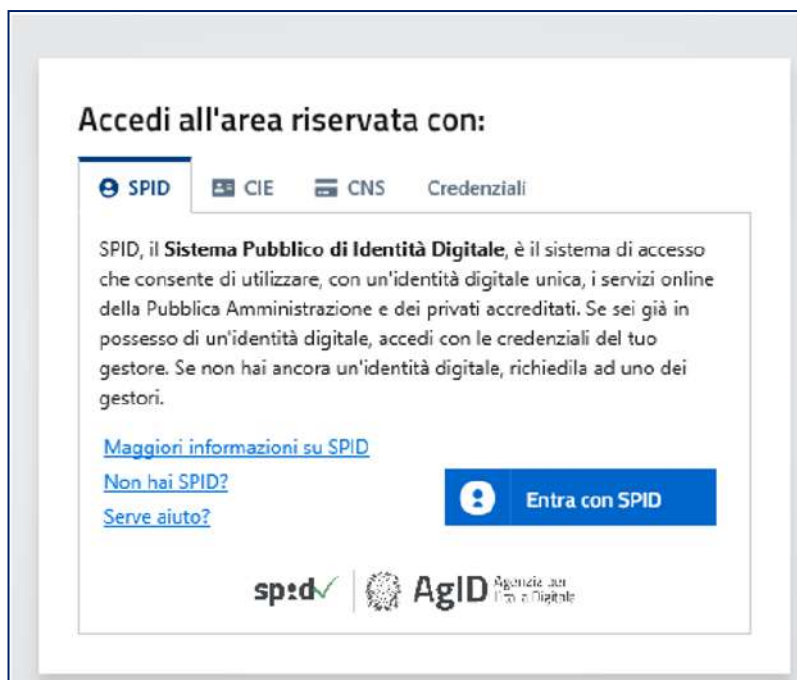 Accedi all'area riservata con:
SPID CIE CNS Credenziali
SPID, il Sistema Pubblico di Identità Digitale, è il sistema di accesso
che consente di utilizzare, con un'identità digitale unica, i servizi online
della Pubblica Amministrazione e dei privati accreditati. Se sei già in
possesso di un'identità digitale, accedi con le credenziali del tuo
gestore. Se non hai ancora un'identità digitale, richiedila ad uno dei
gestori.
Maggiori informazioni su SPID
Non hai SPID?
Entra con SPID
Serve aiuto?
spid AgID Agenzia per
l'Italia Digitale